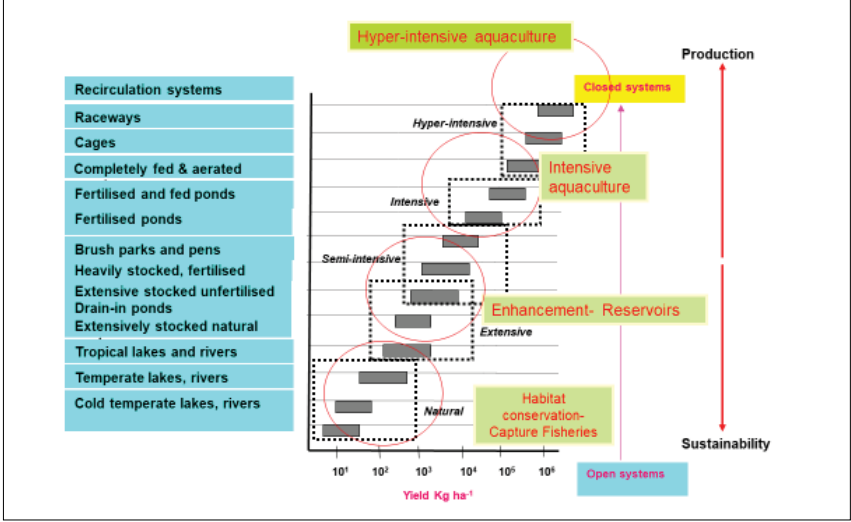 Hyper-intensive aquaculture
Production
Recirculation systems
Closed systems
Raceways
Hyper-intensive
Cages
Completely fed & aerated
Intensive
aquaculture
Fertilised and fed ponds
Intensive
Fertilised ponds
Brush parks and pens
Semi-intensive
Heavily stocked, fertilised
Extensive stocked unfertilised
Drain-in ponds
Enhancement- Reservoirs
Extensively stocked natural
Extensive
Tropical lakes and rivers
Temperate lakes, rivers
Cold temperate lakes, rivers
Natural
Habitat
conservation-
Capture Fisheries
Sustainability
10¹ 10² 10³ 10⁴ 10⁵ 10⁶
Open systems
Yield Kg ha⁻¹